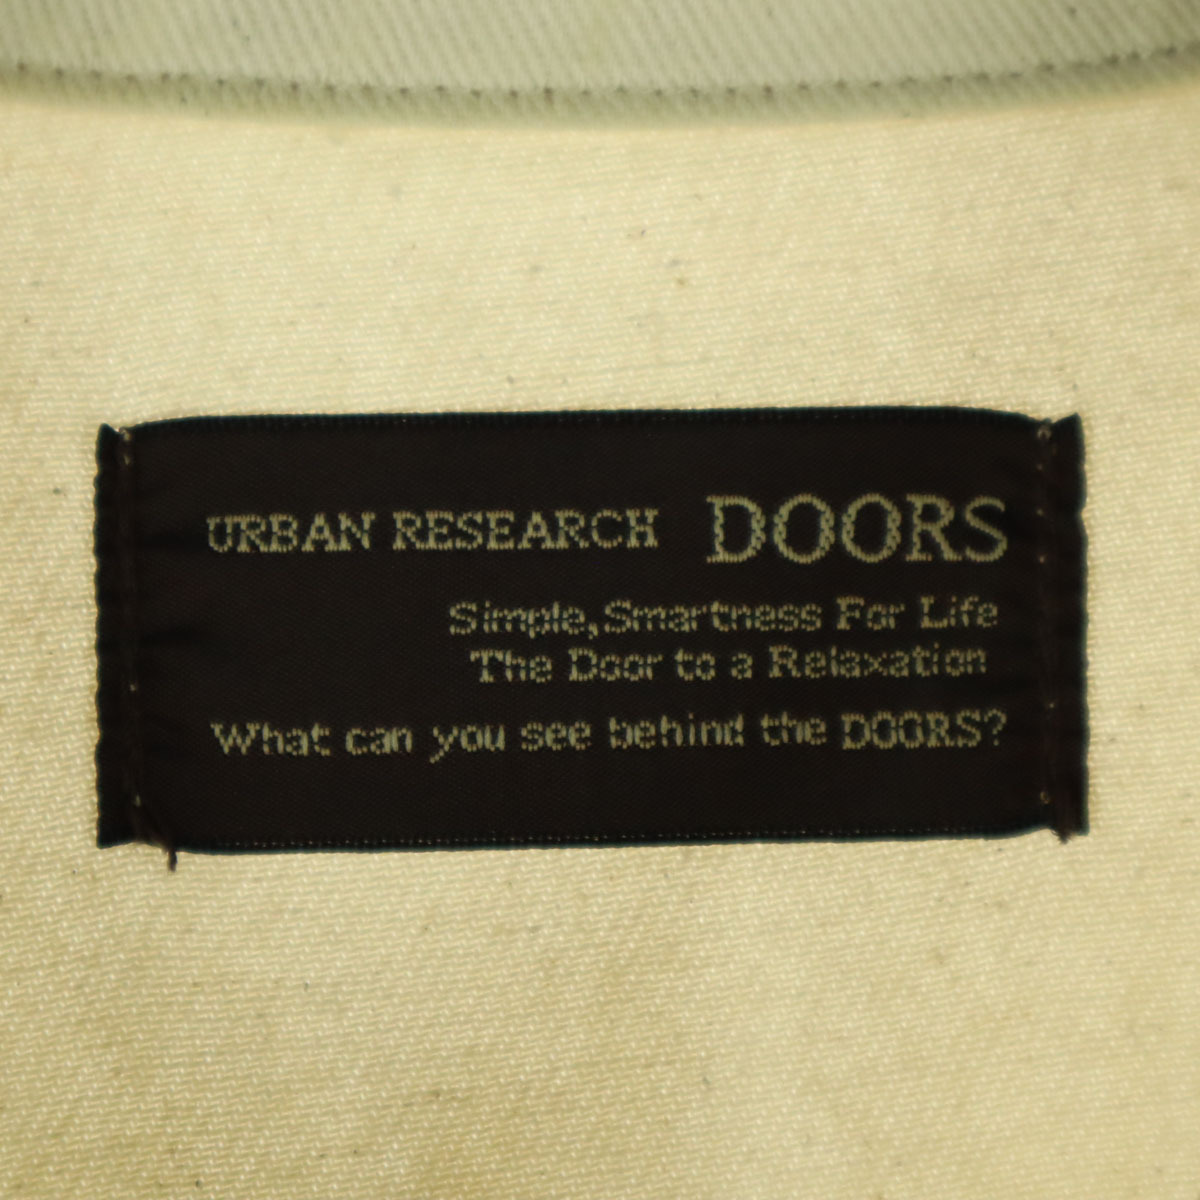 URBAN RESEARCH DOORS
Simple,Smartness For Life
The Door to a Relaxation
What can you see behind the DOORS?